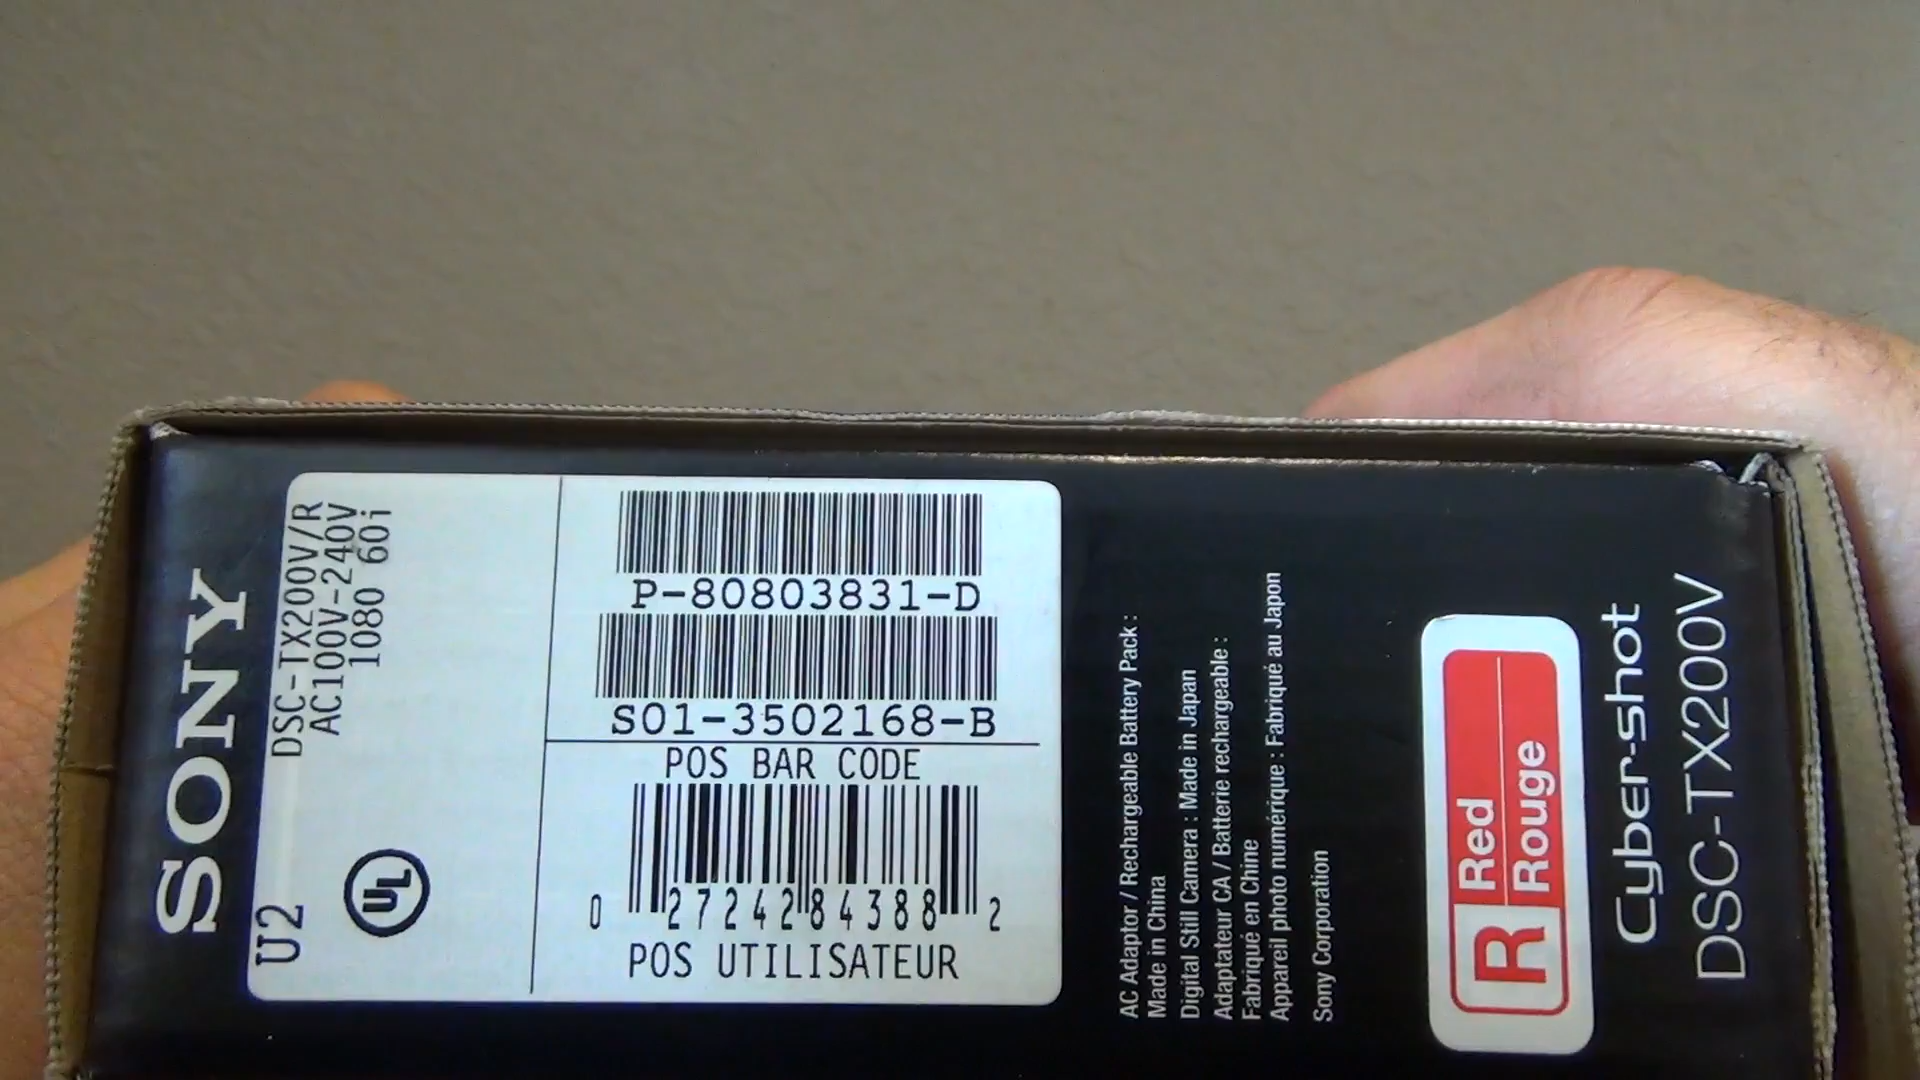 SONY
DSC-TX200V/R
AC100V-240V
1080 60i
U2
UL
P-80803831-D
S01-3502168-B
POS BAR CODE
0 27242 84388 2
POS UTILISATEUR
AC Adaptor / Rechargeable Battery Pack :
Made in China
Digital Still Camera : Made in Japan
Adaptateur CA / Batterie rechargeable :
Fabriqué en Chine
Appareil photo numérique : Fabriqué au Japon
Sony Corporation
R
Red
Rouge
Cyber-shot
DSC-TX200V